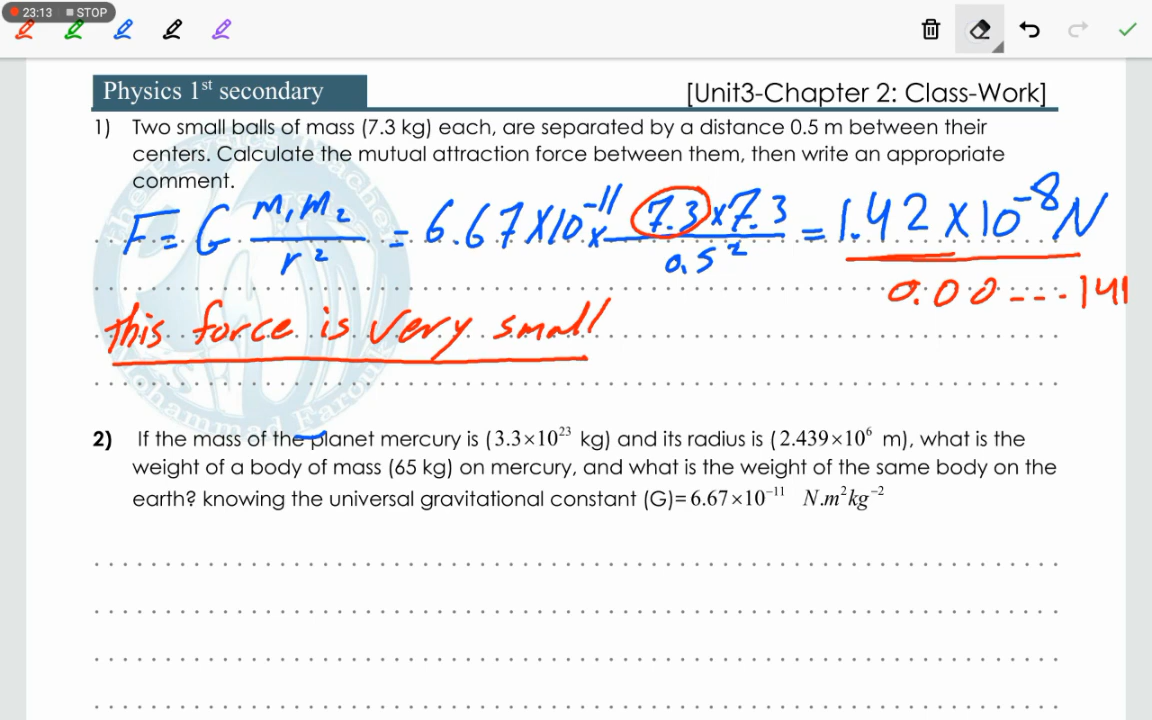 23:13 STOP
Physics 1st secondary
[Unit3-Chapter 2: Class-Work]
1) Two small balls of mass (7.3 kg) each, are separated by a distance 0.5 m between their
centers. Calculate the mutual attraction force between them, then write an appropriate
comment.
F = G m₁m₂ / r² = 6.67×10⁻¹¹ × 7.3×7.3 / 0.5² = 1.42×10⁻⁸ N
0.00---141
this force is very small
Mohammad Farouk
2) If the mass of the planet mercury is (3.3×10²³ kg) and its radius is (2.439×10⁶ m), what is the
weight of a body of mass (65 kg) on mercury, and what is the weight of the same body on the
earth? knowing the universal gravitational constant (G)=6.67×10⁻¹¹ N.m²kg⁻²